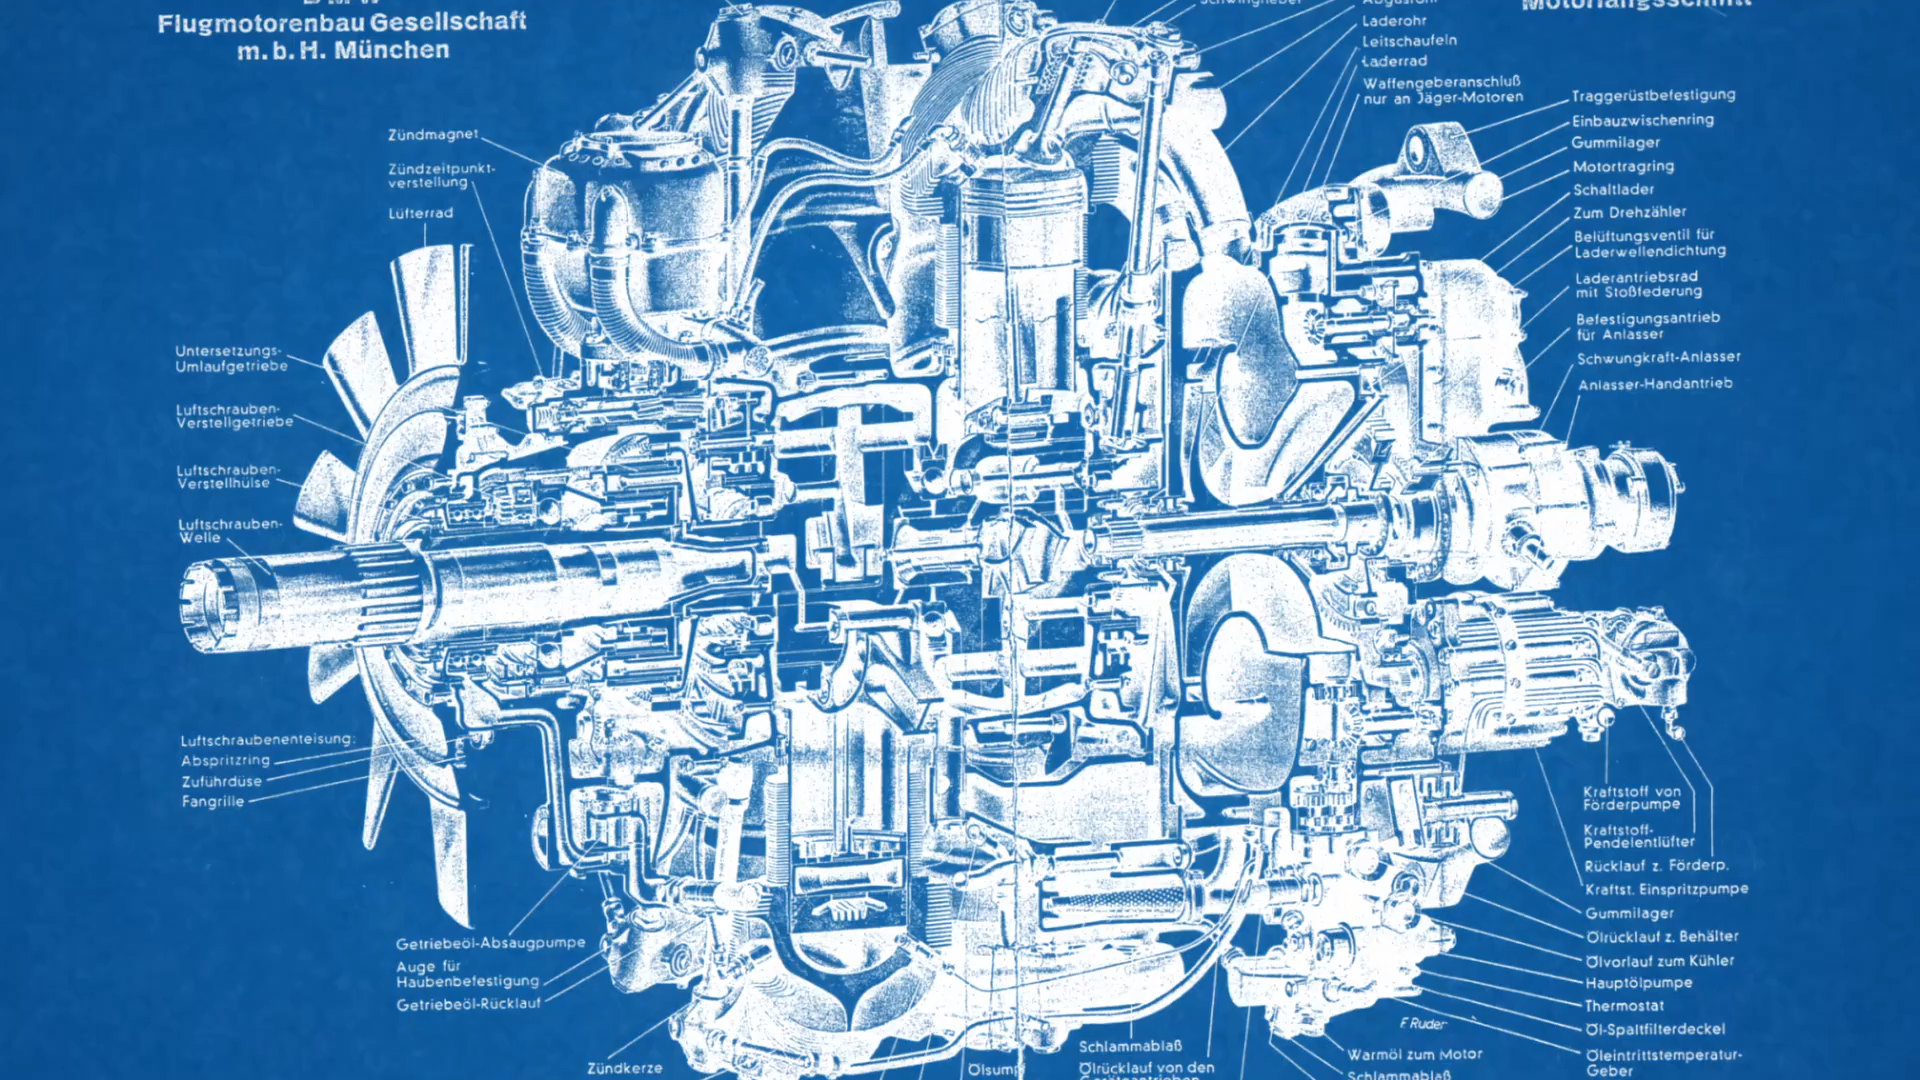 Flugmotorenbau Gesellschaft
m.b.H. München
Laderohr
Leitschaufeln
Laderrad
Waffengeberanschluß
nur an Jäger-Motoren
Traggerüstbefestigung
Einbauzwischenring
Gummilager
Motortragring
Schaltlader
Zum Drehzähler
Belüftungsventil für
Laderwellendichtung
Laderantriebsrad
mit Stoßfederung
Befestigungsantrieb
für Anlasser
Schwungkraft-Anlasser
Anlasser-Handantrieb
Zündmagnet
Zündzeitpunkt-
verstellung
Lüfterrad
Untersetzungs-
Umlaufgetriebe
Luftschrauben-
Verstellgetriebe
Luftschrauben-
Verstellhülse
Luftschrauben-
Welle
Luftschraubenenteisung:
Abspritzring
Zuführdüse
Fangrille
Getriebeöl-Absaugpumpe
Auge für
Haubenbefestigung
Getriebeöl-Rücklauf
Zündkerze
Ölsumpf
Schlammablaß
Ölrücklauf von den
Kraftstoff von
Förderpumpe
Kraftstoff-
Pendelentlüfter
Rücklauf z. Förderp.
Kraftst. Einspritzpumpe
Gummilager
Ölrücklauf z. Behälter
Ölvorlauf zum Kühler
Hauptölpumpe
Thermostat
Öl-Spaltfilterdeckel
Öleintrittstemperatur-
Geber
F. Ruder
Warmöl zum Motor
Schlammablaß